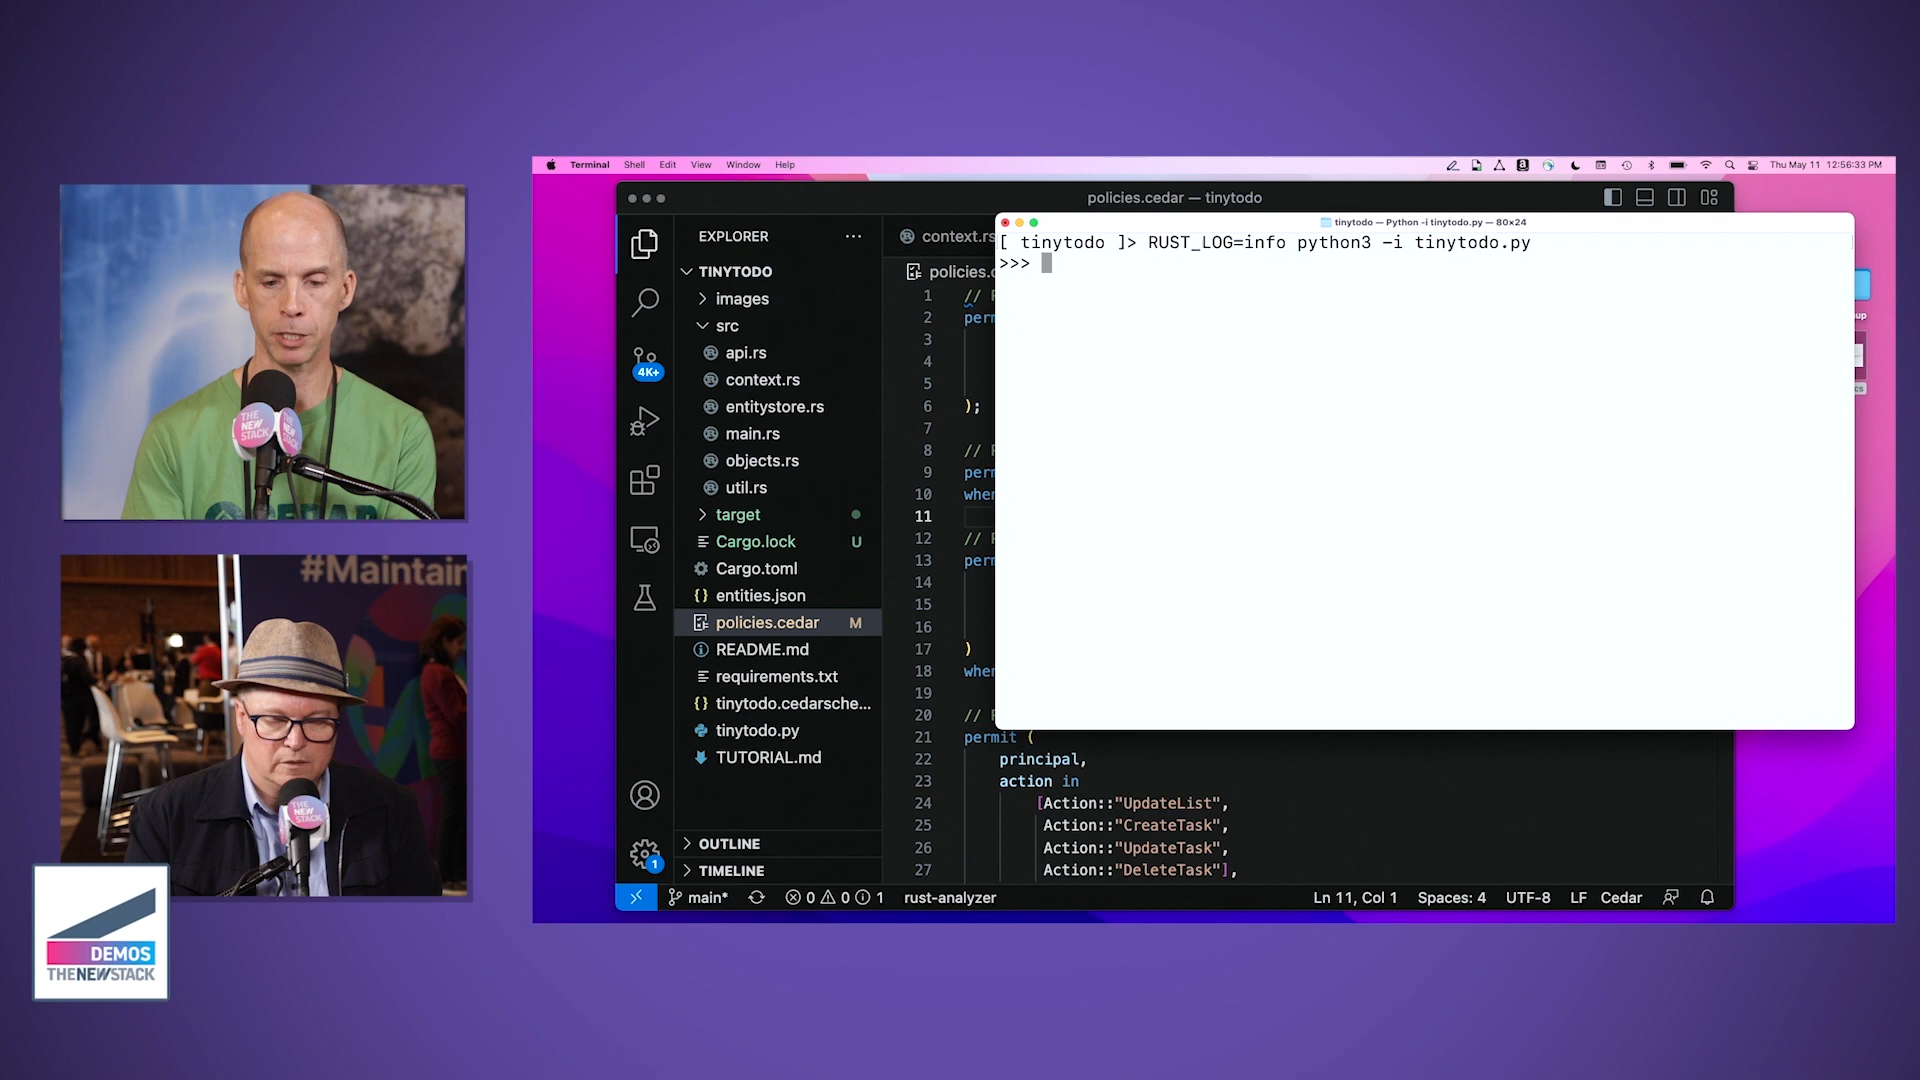 Terminal Shell Edit View Window Help
Thu May 11 12:56:33 PM
policies.cedar — tinytodo
tinytodo — Python -i tinytodo.py — 80×24
[ tinytodo ]> RUST_LOG=info python3 -i tinytodo.py
>>>
EXPLORER
TINYTODO
images
src
api.rs
context.rs
entitystore.rs
main.rs
objects.rs
util.rs
target
Cargo.lock U
Cargo.toml
{} entities.json
policies.cedar M
README.md
requirements.txt
{} tinytodo.cedarsche...
tinytodo.py
TUTORIAL.md
OUTLINE
TIMELINE
4K+
1
context.rs
policies.c
1 //
2 perm
3
4
5
6 );
7
8 //
9 perm
10 when
11
12 //
13 perm
14
15
16
17 )
18 when
19
20 //
21 permit (
22 principal,
23 action in
24 [Action::"UpdateList",
25 Action::"CreateTask",
26 Action::"UpdateTask",
27 Action::"DeleteTask"],
main* 0 0 1 rust-analyzer
Ln 11, Col 1 Spaces: 4 UTF-8 LF Cedar
THE NEW STACK
#Maintain
THE NEW STACK
DEMOS
THENEWSTACK